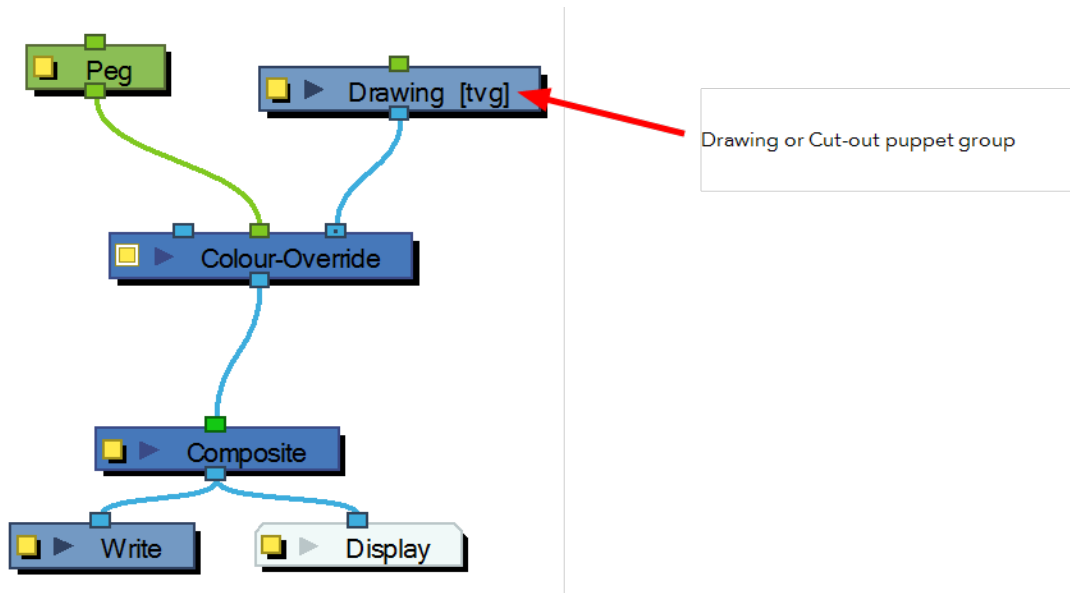 Peg
Drawing [tvg]
Drawing or Cut-out puppet group
Colour-Override
Composite
Write
Display